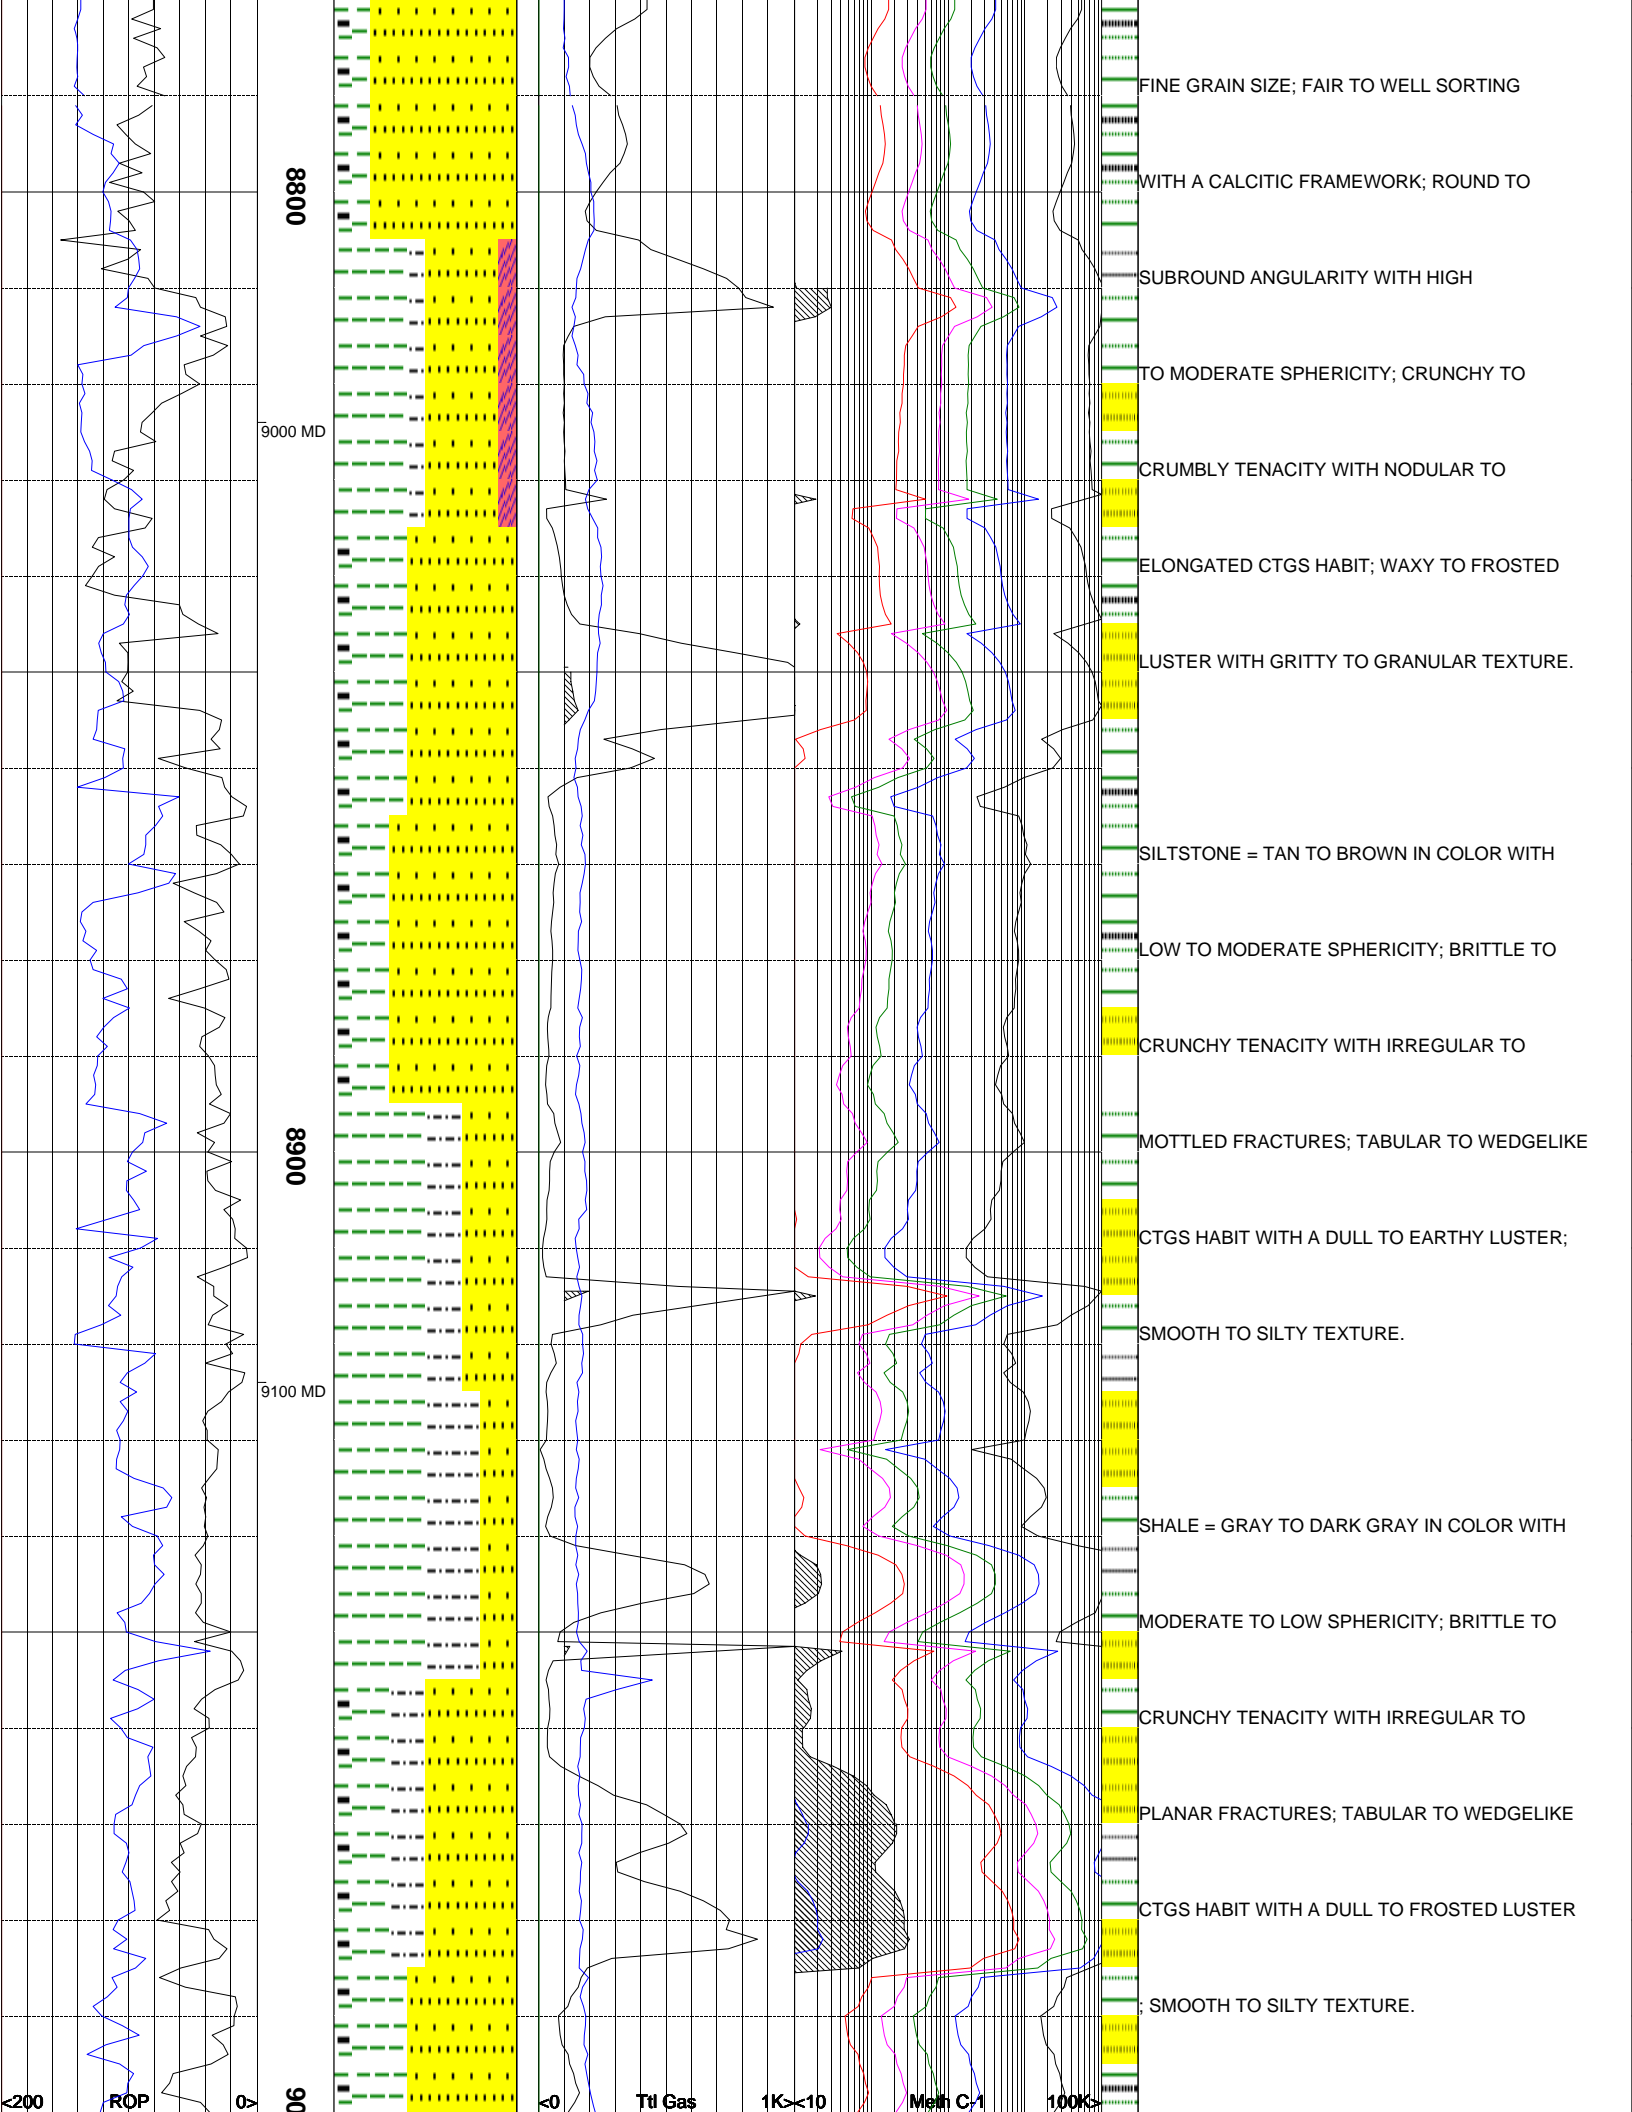 FINE GRAIN SIZE; FAIR TO WELL SORTING
8800
WITH A CALCITIC FRAMEWORK; ROUND TO
SUBROUND ANGULARITY WITH HIGH
TO MODERATE SPHERICITY; CRUNCHY TO
9000 MD
CRUMBLY TENACITY WITH NODULAR TO
ELONGATED CTGS HABIT; WAXY TO FROSTED
LUSTER WITH GRITTY TO GRANULAR TEXTURE.
SILTSTONE = TAN TO BROWN IN COLOR WITH
LOW TO MODERATE SPHERICITY; BRITTLE TO
CRUNCHY TENACITY WITH IRREGULAR TO
8900
MOTTLED FRACTURES; TABULAR TO WEDGELIKE
CTGS HABIT WITH A DULL TO EARTHY LUSTER;
SMOOTH TO SILTY TEXTURE.
9100 MD
SHALE = GRAY TO DARK GRAY IN COLOR WITH
MODERATE TO LOW SPHERICITY; BRITTLE TO
CRUNCHY TENACITY WITH IRREGULAR TO
PLANAR FRACTURES; TABULAR TO WEDGELIKE
CTGS HABIT WITH A DULL TO FROSTED LUSTER
; SMOOTH TO SILTY TEXTURE.
<200 ROP 0> <0 Ttl Gas 1K> <10 Meth C-1 100K>